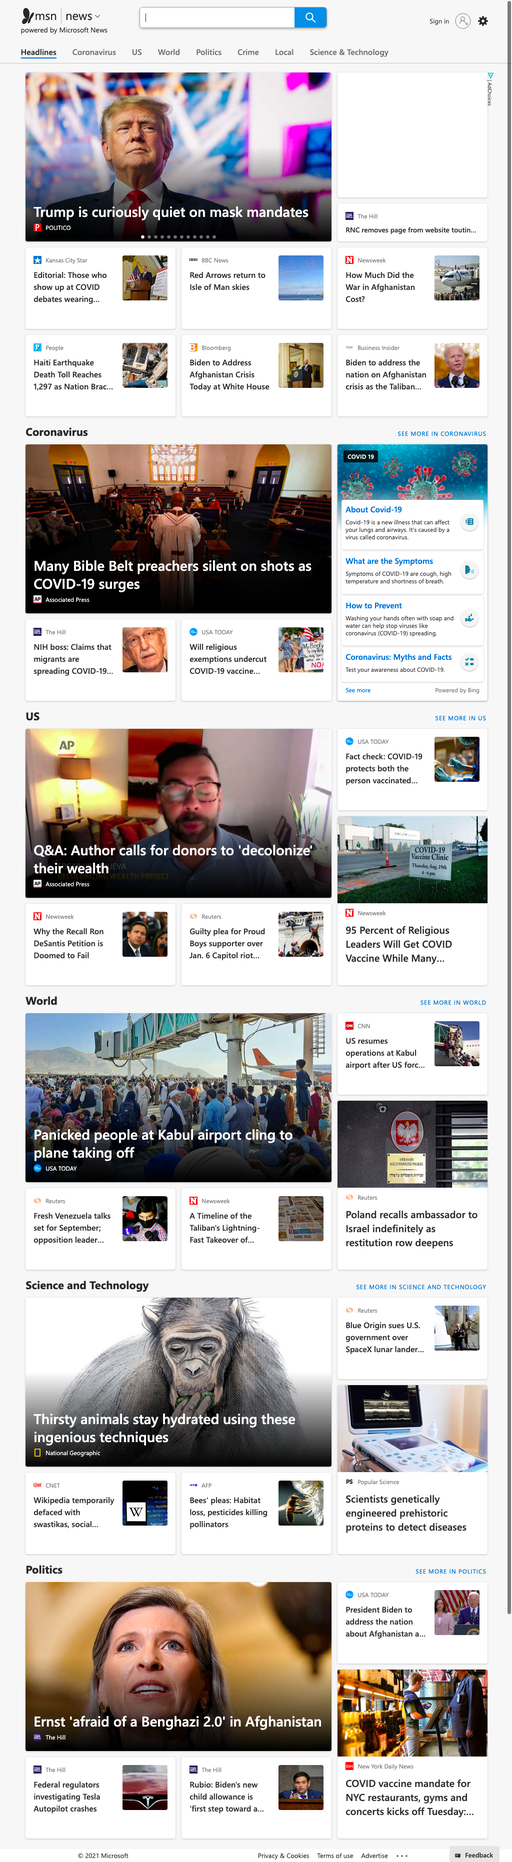 msn | news
powered by Microsoft News
Sign in
Headlines
Coronavirus
US
World
Politics
Crime
Local
Science & Technology
AdChoices
Trump is curiously quiet on mask mandates
POLITICO
The Hill
RNC removes page from website toutin...
Kansas City Star
Editorial: Those who
show up at COVID
debates wearing...
BBC News
Red Arrows return to
Isle of Man skies
Newsweek
How Much Did the
War in Afghanistan
Cost?
People
Haiti Earthquake
Death Toll Reaches
1,297 as Nation Brac...
Bloomberg
Biden to Address
Afghanistan Crisis
Today at White House
Business Insider
Biden to address the
nation on Afghanistan
crisis as the Taliban...
Coronavirus
SEE MORE IN CORONAVIRUS
Many Bible Belt preachers silent on shots as
COVID-19 surges
Associated Press
COVID 19
About Covid-19
Covid-19 is a new illness that can affect
your lungs and airways. It's caused by a
virus called coronavirus.
What are the Symptoms
Symptoms of COVID-19 are cough, high
temperature and shortness of breath.
How to Prevent
Washing your hands often with soap and
water can help stop viruses like
coronavirus (COVID-19) spreading.
Coronavirus: Myths and Facts
Test your awareness about COVID-19.
See more
Powered by Bing
The Hill
NIH boss: Claims that
migrants are
spreading COVID-19...
USA TODAY
Will religious
exemptions undercut
COVID-19 vaccine...
US
SEE MORE IN US
AP
Q&A: Author calls for donors to 'decolonize'
their wealth
Associated Press
USA TODAY
Fact check: COVID-19
protects both the
person vaccinated...
COVID-19
Vaccine Clinic
Thursday, Aug. 19th
4 - 6 pm
Newsweek
95 Percent of Religious
Leaders Will Get COVID
Vaccine While Many...
Newsweek
Why the Recall Ron
DeSantis Petition is
Doomed to Fail
Reuters
Guilty plea for Proud
Boys supporter over
Jan. 6 Capitol riot...
World
SEE MORE IN WORLD
Panicked people at Kabul airport cling to
plane taking off
USA TODAY
CNN
US resumes
operations at Kabul
airport after US forc...
Reuters
Poland recalls ambassador to
Israel indefinitely as
restitution row deepens
Reuters
Fresh Venezuela talks
set for September;
opposition leader...
Newsweek
A Timeline of the
Taliban's Lightning-
Fast Takeover of...
Science and Technology
SEE MORE IN SCIENCE AND TECHNOLOGY
Thirsty animals stay hydrated using these
ingenious techniques
National Geographic
Reuters
Blue Origin sues U.S.
government over
SpaceX lunar lander...
PS Popular Science
Scientists genetically
engineered prehistoric
proteins to detect diseases
CNET
Wikipedia temporarily
defaced with
swastikas, social...
W
AFP
Bees' pleas: Habitat
loss, pesticides killing
pollinators
Politics
SEE MORE IN POLITICS
Ernst 'afraid of a Benghazi 2.0' in Afghanistan
The Hill
USA TODAY
President Biden to
address the nation
about Afghanistan a...
New York Daily News
COVID vaccine mandate for
NYC restaurants, gyms and
concerts kicks off Tuesday:...
The Hill
Federal regulators
investigating Tesla
Autopilot crashes
The Hill
Rubio: Biden's new
child allowance is
'first step toward a...
© 2021 Microsoft
Privacy & Cookies
Terms of use
Advertise
...
Feedback